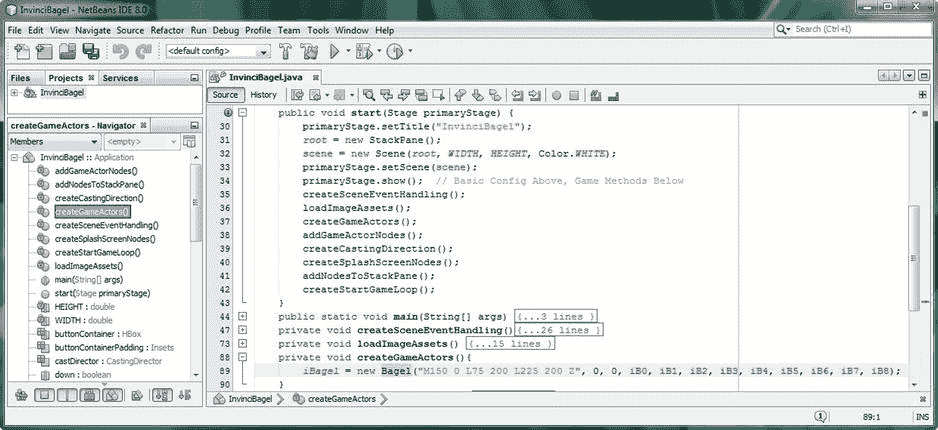 InvinciBagel - NetBeans IDE 8.0
File Edit View Navigate Source Refactor Run Debug Profile Team Tools Window Help
Search (Ctrl+I)
<default config>
Files Projects Services
InvinciBagel
createGameActors - Navigator
Members <empty>
InvinciBagel :: Application
addGameActorNodes()
addNodesToStackPane()
createCastingDirection()
createGameActors()
createSceneEventHandling()
createSplashScreenNodes()
createStartGameLoop()
loadImageAssets()
main(String[] args)
start(Stage primaryStage)
HEIGHT : double
WIDTH : double
buttonContainer : HBox
buttonContainerPadding : Insets
castDirector : CastingDirector
down : boolean
InvinciBagel.java
Source History
public void start(Stage primaryStage) {
30 primaryStage.setTitle("InvinciBagel");
31 root = new StackPane();
32 scene = new Scene(root, WIDTH, HEIGHT, Color.WHITE);
33 primaryStage.setScene(scene);
34 primaryStage.show();  // Basic Config Above, Game Methods Below
35 createSceneEventHandling();
36 loadImageAssets();
37 createGameActors();
38 addGameActorNodes();
39 createCastingDirection();
40 createSplashScreenNodes();
41 addNodesToStackPane();
42 createStartGameLoop();
43 }
44 public static void main(String[] args) {...3 lines }
47 private void createSceneEventHandling() {...26 lines }
73 private void loadImageAssets() {...15 lines }
88 private void createGameActors(){
89 iBagel = new Bagel("M150 0 L75 200 L225 200 Z", 0, 0, iB0, iB1, iB2, iB3, iB4, iB5, iB6, iB7, iB8);
90 }
InvinciBagel createGameActors
1 89:1 INS